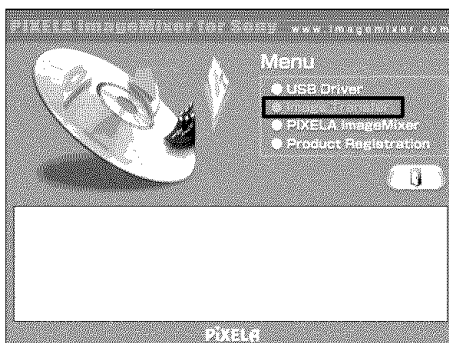 PIXELA ImageMixer for Sony www.imagemixer.com
Menu
USB Driver
PIXELA ImageMixer
Product Registration
PIXELA